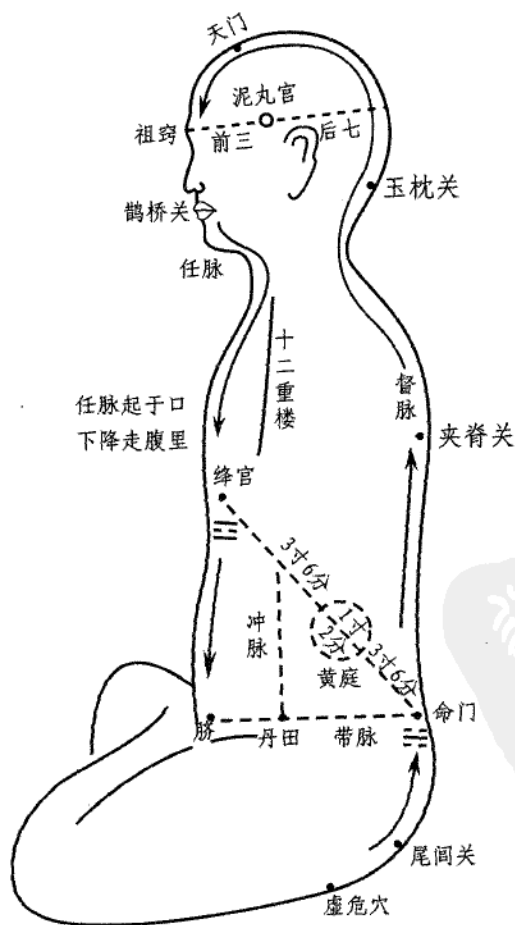 天门
泥丸宫
祖窍
前三
后七
玉枕关
鹊桥关
任脉
十二重楼
督脉
任脉起于口
下降走腹里
夹脊关
绛宫
3寸6分
1寸
2分
3寸6分
冲脉
黄庭
命门
脐
丹田
带脉
尾闾关
虚危穴